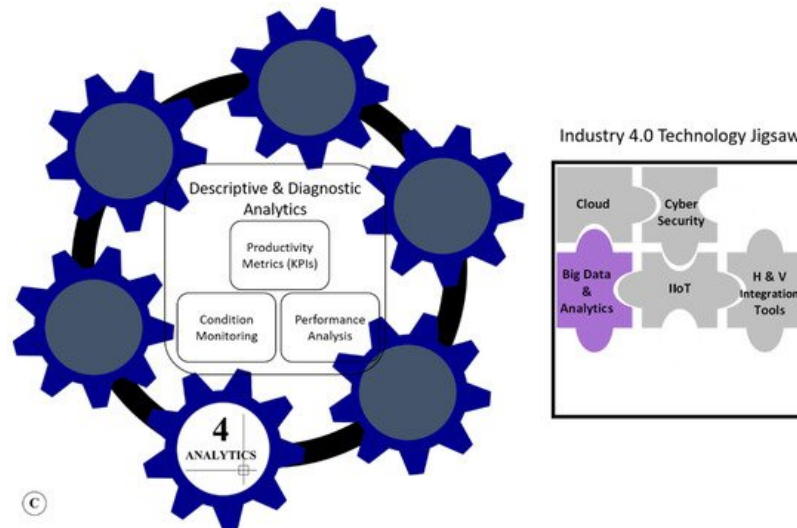 Descriptive & Diagnostic
Analytics
Productivity
Metrics (KPIs)
Condition
Monitoring
Performance
Analysis
4
ANALYTICS
C
Industry 4.0 Technology Jigsaw
Cloud
Cyber
Security
Big Data
&
Analytics
IIoT
H & V
Integration
Tools